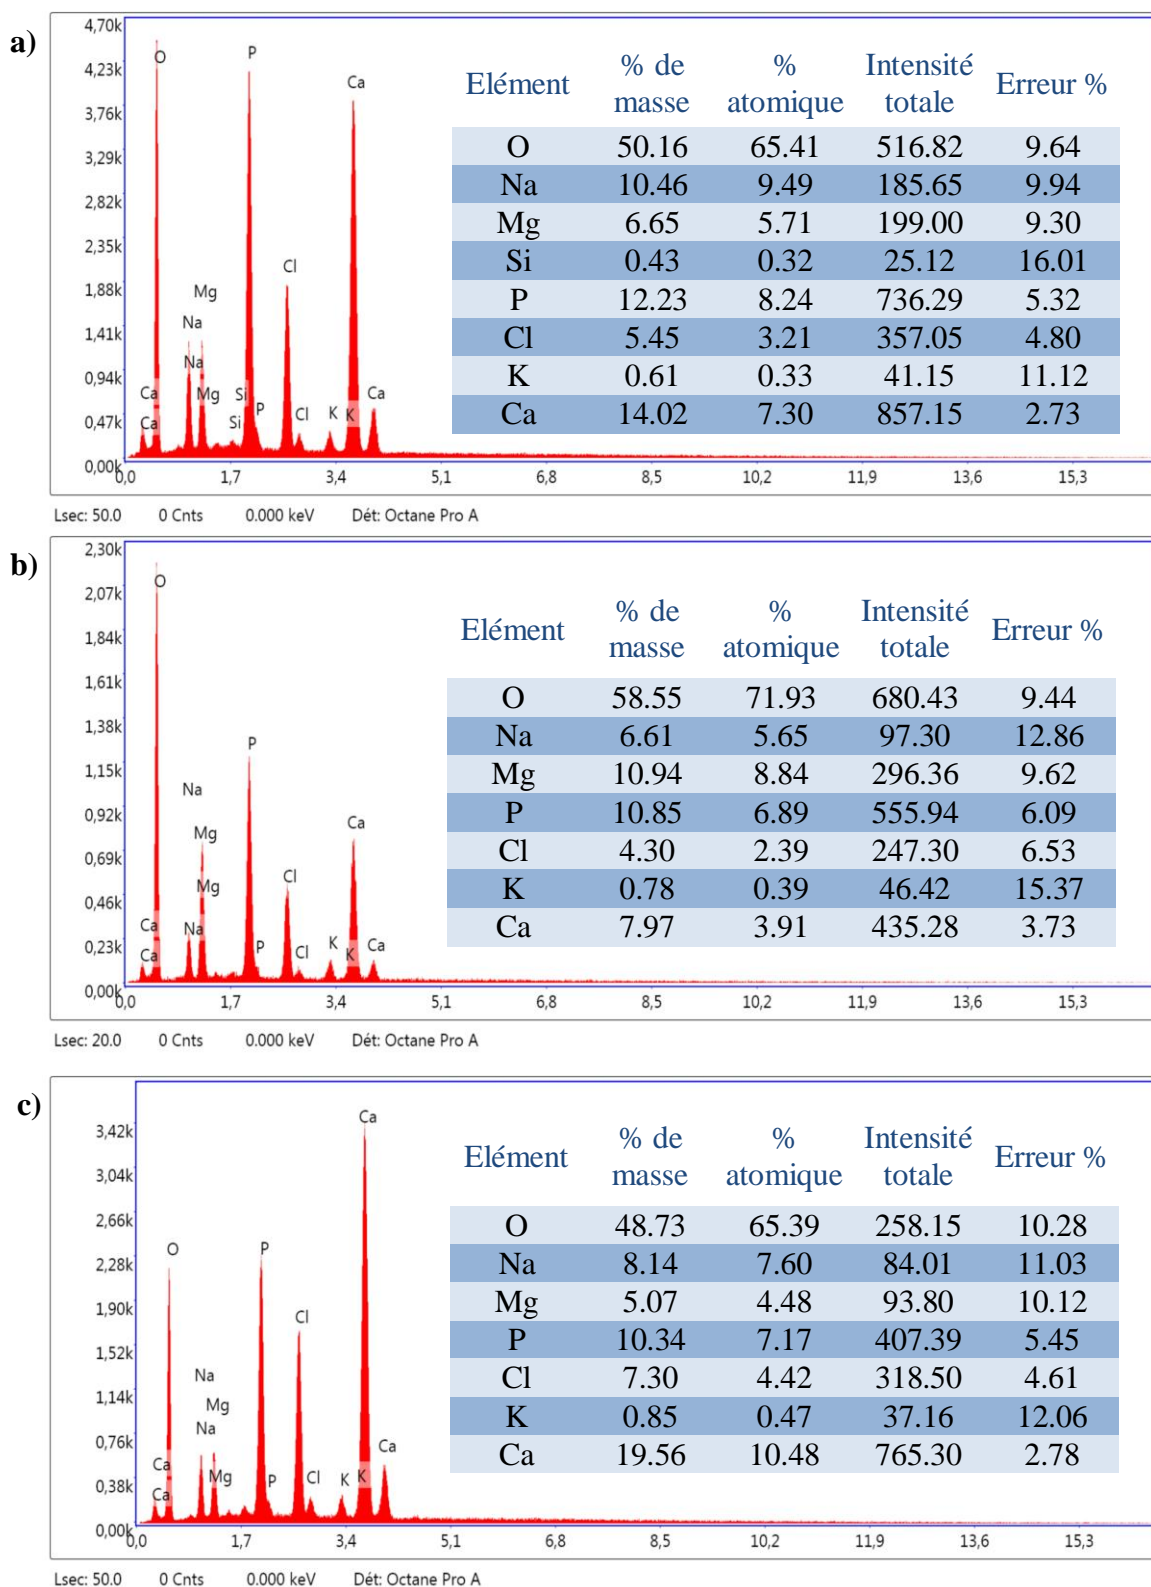 a)
4,70k
4,23k
3,76k
3,29k
2,82k
2,35k
1,88k
1,41k
0,94k
0,47k
0,00k
O
P
Ca
Cl
Mg
Na
Na
Mg
Ca
Ca
Si
Si
P
Cl
K
K
Ca
0,0 1,7 3,4 5,1 6,8 8,5 10,2 11,9 13,6 15,3
Lsec: 50.0 0 Cnts 0.000 keV Dét: Octane Pro A
Elément % de masse % atomique Intensité totale Erreur %
O 50.16 65.41 516.82 9.64
Na 10.46 9.49 185.65 9.94
Mg 6.65 5.71 199.00 9.30
Si 0.43 0.32 25.12 16.01
P 12.23 8.24 736.29 5.32
Cl 5.45 3.21 357.05 4.80
K 0.61 0.33 41.15 11.12
Ca 14.02 7.30 857.15 2.73
b)
2,30k
2,07k
1,84k
1,61k
1,38k
1,15k
0,92k
0,69k
0,46k
0,23k
0,00k
O
P
Na
Mg
Ca
Mg
Cl
Ca
Ca
Na
P
Cl
K
K
Ca
0,0 1,7 3,4 5,1 6,8 8,5 10,2 11,9 13,6 15,3
Lsec: 20.0 0 Cnts 0.000 keV Dét: Octane Pro A
Elément % de masse % atomique Intensité totale Erreur %
O 58.55 71.93 680.43 9.44
Na 6.61 5.65 97.30 12.86
Mg 10.94 8.84 296.36 9.62
P 10.85 6.89 555.94 6.09
Cl 4.30 2.39 247.30 6.53
K 0.78 0.39 46.42 15.37
Ca 7.97 3.91 435.28 3.73
c)
3,42k
3,04k
2,66k
2,28k
1,90k
1,52k
1,14k
0,76k
0,38k
0,00k
Ca
O
P
Cl
Na
Mg
Na
Ca
Ca
Ca
Mg
P
Cl
K
K
0,0 1,7 3,4 5,1 6,8 8,5 10,2 11,9 13,6 15,3
Lsec: 50.0 0 Cnts 0.000 keV Dét: Octane Pro A
Elément % de masse % atomique Intensité totale Erreur %
O 48.73 65.39 258.15 10.28
Na 8.14 7.60 84.01 11.03
Mg 5.07 4.48 93.80 10.12
P 10.34 7.17 407.39 5.45
Cl 7.30 4.42 318.50 4.61
K 0.85 0.47 37.16 12.06
Ca 19.56 10.48 765.30 2.78